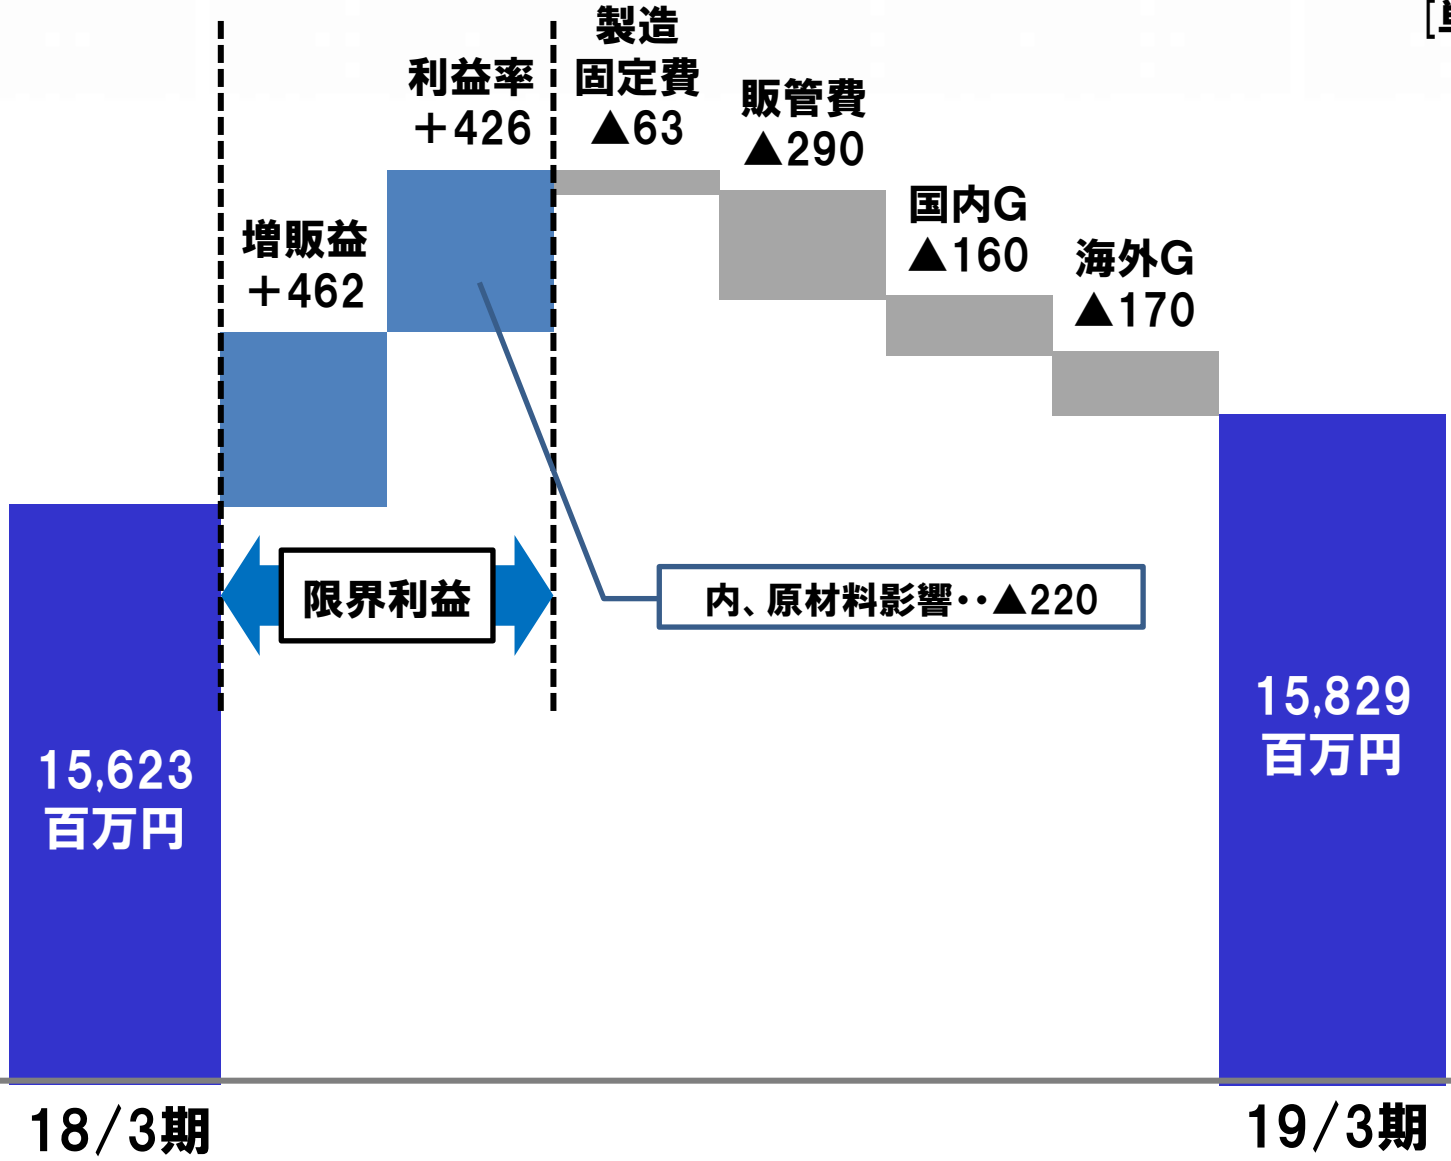 製造
固定費
▲63
利益率
＋426
販管費
▲290
増販益
＋462
国内G
▲160
海外G
▲170
限界利益
内、原材料影響・・▲220
15,623
百万円
15,829
百万円
18/3期
19/3期